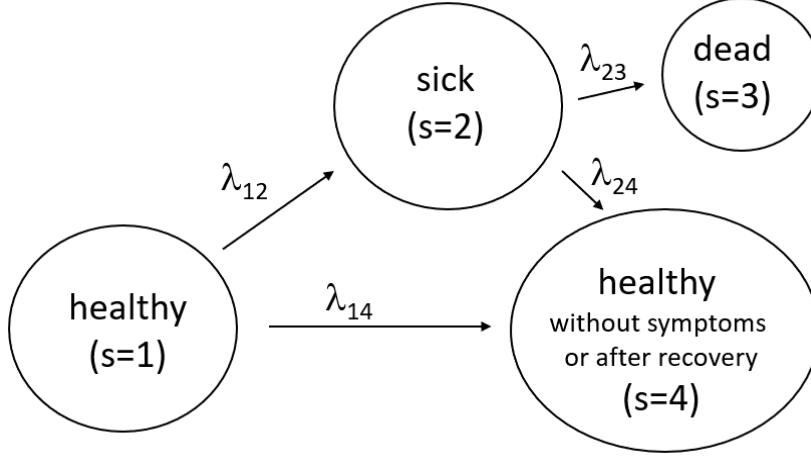 sick
(s=2)
dead
(s=3)
λ23
λ12
λ24
healthy
(s=1)
λ14
healthy
without symptoms
or after recovery
(s=4)